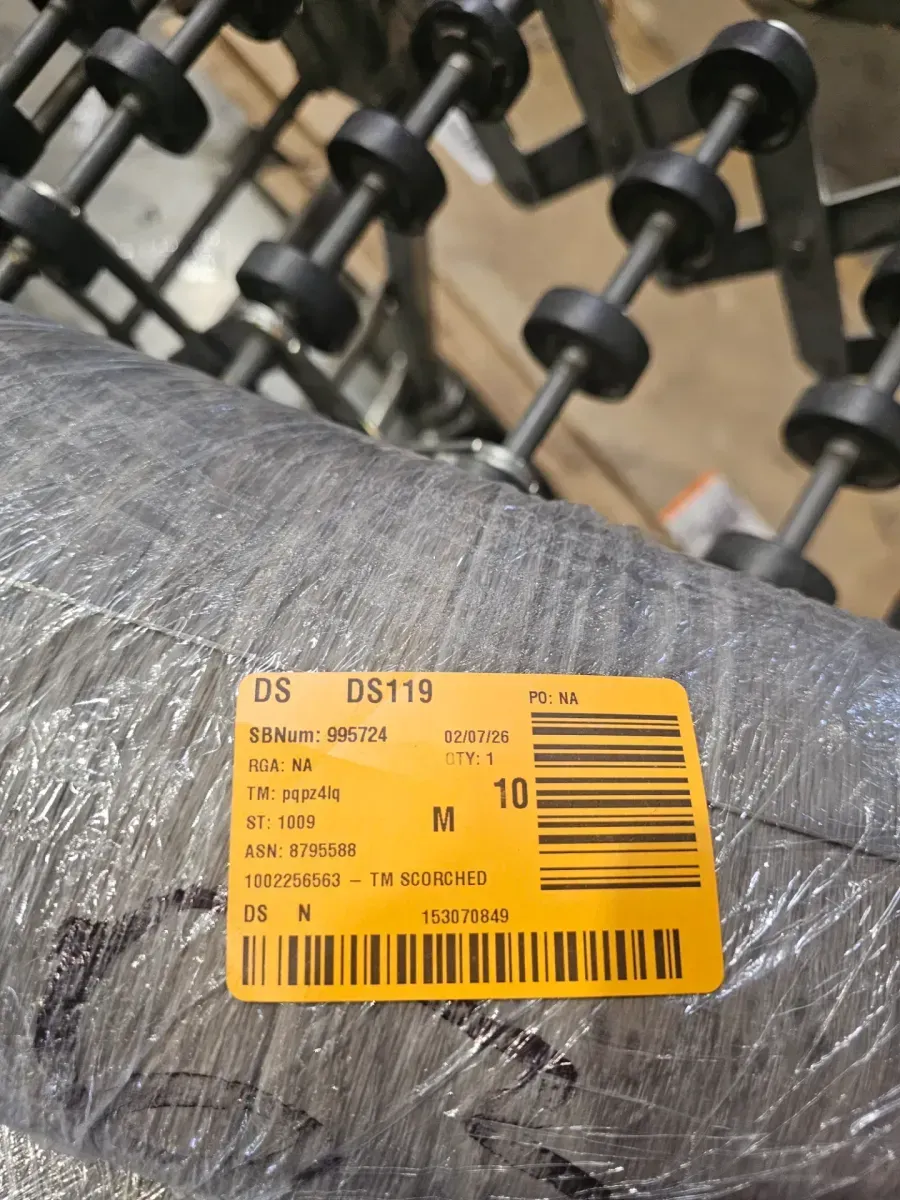 DS DS119 PO: NA
SBNum: 995724 02/07/26
RGA: NA QTY: 1
TM: pqpz4lq 10
ST: 1009 M
ASN: 8795588
1002256563 – TM SCORCHED
DS N 153070849